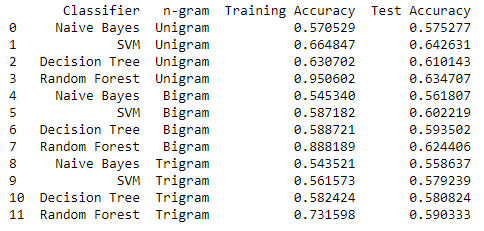 Classifier n-gram Training Accuracy Test Accuracy
0 Naive Bayes Unigram 0.570529 0.575277
1 SVM Unigram 0.664847 0.642631
2 Decision Tree Unigram 0.630702 0.610143
3 Random Forest Unigram 0.950602 0.634707
4 Naive Bayes Bigram 0.545340 0.561807
5 SVM Bigram 0.587182 0.602219
6 Decision Tree Bigram 0.588721 0.593502
7 Random Forest Bigram 0.888189 0.624406
8 Naive Bayes Trigram 0.543521 0.558637
9 SVM Trigram 0.561573 0.579239
10 Decision Tree Trigram 0.582424 0.580824
11 Random Forest Trigram 0.731598 0.590333